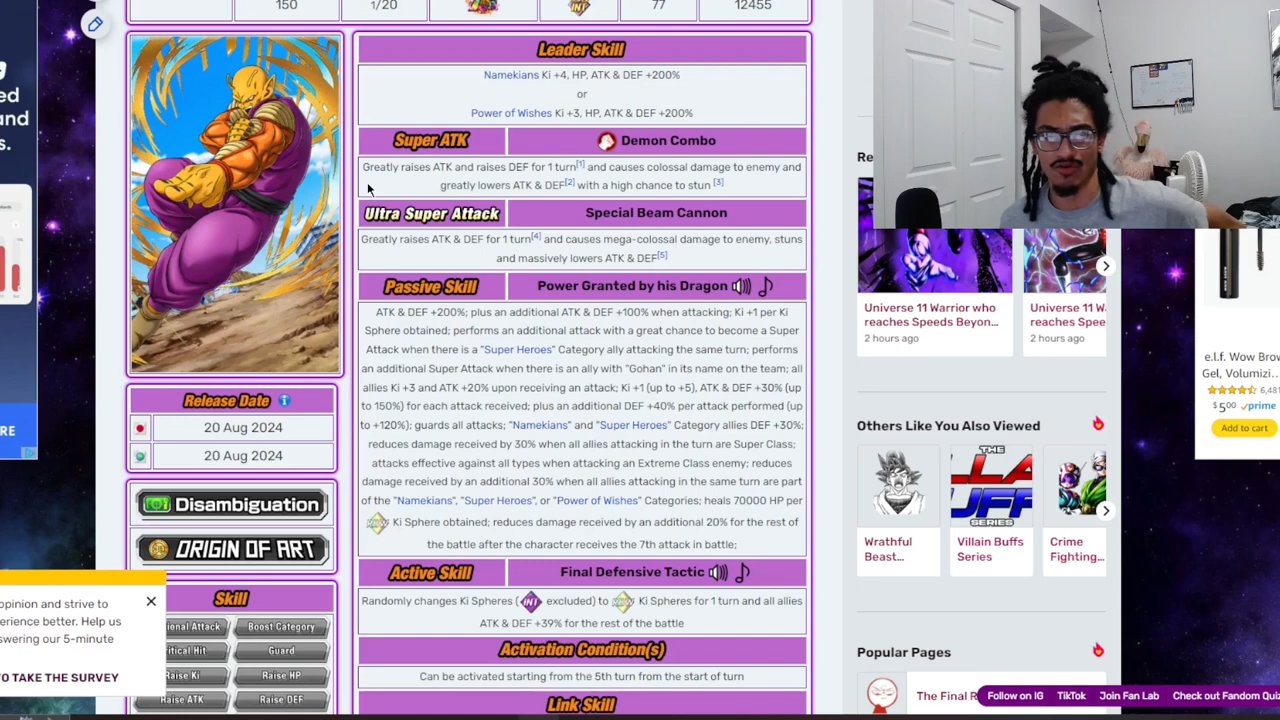 150
1/20
77
12455
Leader Skill
Namekians Ki +4, HP, ATK & DEF +200%
or
Power of Wishes Ki +3, HP, ATK & DEF +200%
Super ATK
Demon Combo
Greatly raises ATK and raises DEF for 1 turn[1] and causes colossal damage to enemy and
greatly lowers ATK & DEF[2] with a high chance to stun [3]
Ultra Super Attack
Special Beam Cannon
Greatly raises ATK & DEF for 1 turn[4] and causes mega-colossal damage to enemy, stuns
and massively lowers ATK & DEF[5]
Passive Skill
Power Granted by his Dragon
ATK & DEF +200%; plus an additional ATK & DEF +100% when attacking; Ki +1 per Ki
Sphere obtained; performs an additional attack with a great chance to become a Super
Attack when there is a "Super Heroes" Category ally attacking the same turn; performs
an additional Super Attack when there is an ally with "Gohan" in its name on the team; all
allies Ki +3 and ATK +20% upon receiving an attack; Ki +1 (up to +5), ATK & DEF +30% (up
to 150%) for each attack received; plus an additional DEF +40% per attack performed (up
to +120%); guards all attacks; "Namekians" and "Super Heroes" Category allies DEF +30%;
reduces damage received by 30% when all allies attacking in the turn are Super Class;
attacks effective against all types when attacking an Extreme Class enemy; reduces
damage received by an additional 30% when all allies attacking in the same turn are part
of the "Namekians", "Super Heroes", or "Power of Wishes" Categories; heals 70000 HP per
Ki Sphere obtained; reduces damage received by an additional 20% for the rest of
the battle after the character receives the 7th attack in battle;
Active Skill
Final Defensive Tactic
Randomly changes Ki Spheres (INT excluded) to Ki Spheres for 1 turn and all allies
ATK & DEF +39% for the rest of the battle
Activation Condition(s)
Can be activated starting from the 5th turn from the start of turn
Link Skill
Release Date
20 Aug 2024
20 Aug 2024
Disambiguation
ORIGIN OF ART
Skill
ional Attack
Boost Category
itical Hit
Guard
Raise Ki
Raise HP
Raise ATK
Raise DEF
ed
and
s.
RE
opinion and strive to
erience better. Help us
nswering our 5-minute
O TAKE THE SURVEY
Re
Universe 11 Warrior who
reaches Speeds Beyon...
2 hours ago
Universe 11 W
reaches Spee
2 hours ago
Others Like You Also Viewed
Wrathful
Beast...
THE
LLA
UFF
SERIES
Villain Buffs
Series
Crime
Fighting...
Popular Pages
The Final R
Follow on IG
TikTok
Join Fan Lab
Check out Fandom Quiz
e.l.f. Wow Brow
Gel, Volumizi...
6,481
$5.00 prime
Add to cart